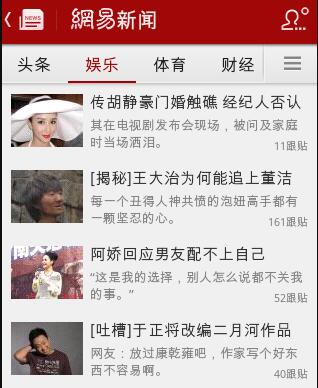 NEWS
網易新闻
头条 娱乐 体育 财经
传胡静豪门婚触礁 经纪人否认
其在电视剧发布会现场，被问及家庭
时当场洒泪。
11跟贴
[揭秘]王大治为何能追上董洁
每一个丑得人神共愤的泡妞高手都有
一颗坚忍的心。
161跟贴
阿娇回应男友配不上自己
“这是我的选择，别人怎么说都不关我
的事。”
52跟贴
[吐槽]于正将改编二月河作品
网友：放过康乾雍吧，作家写个好东
西不容易啊。
40跟贴